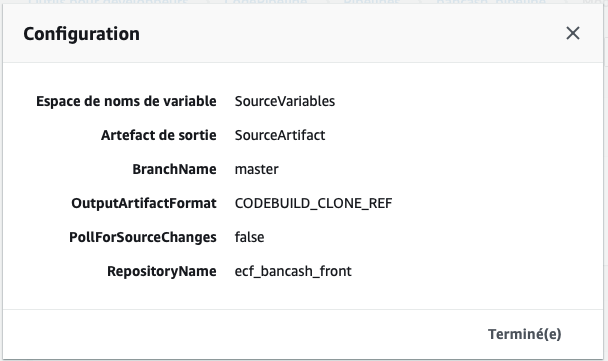 Configuration
Espace de noms de variable SourceVariables
Artefact de sortie SourceArtifact
BranchName master
OutputArtifactFormat CODEBUILD_CLONE_REF
PollForSourceChanges false
RepositoryName ecf_bancash_front
Terminé(e)